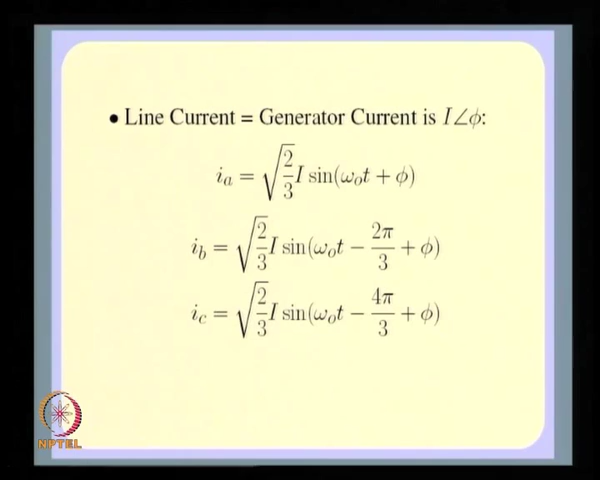 • Line Current = Generator Current is I∠ϕ:
i_a = √(2/3) I sin(ω_o t + ϕ)
i_b = √(2/3) I sin(ω_o t − 2π/3 + ϕ)
i_c = √(2/3) I sin(ω_o t − 4π/3 + ϕ)
NPTEL